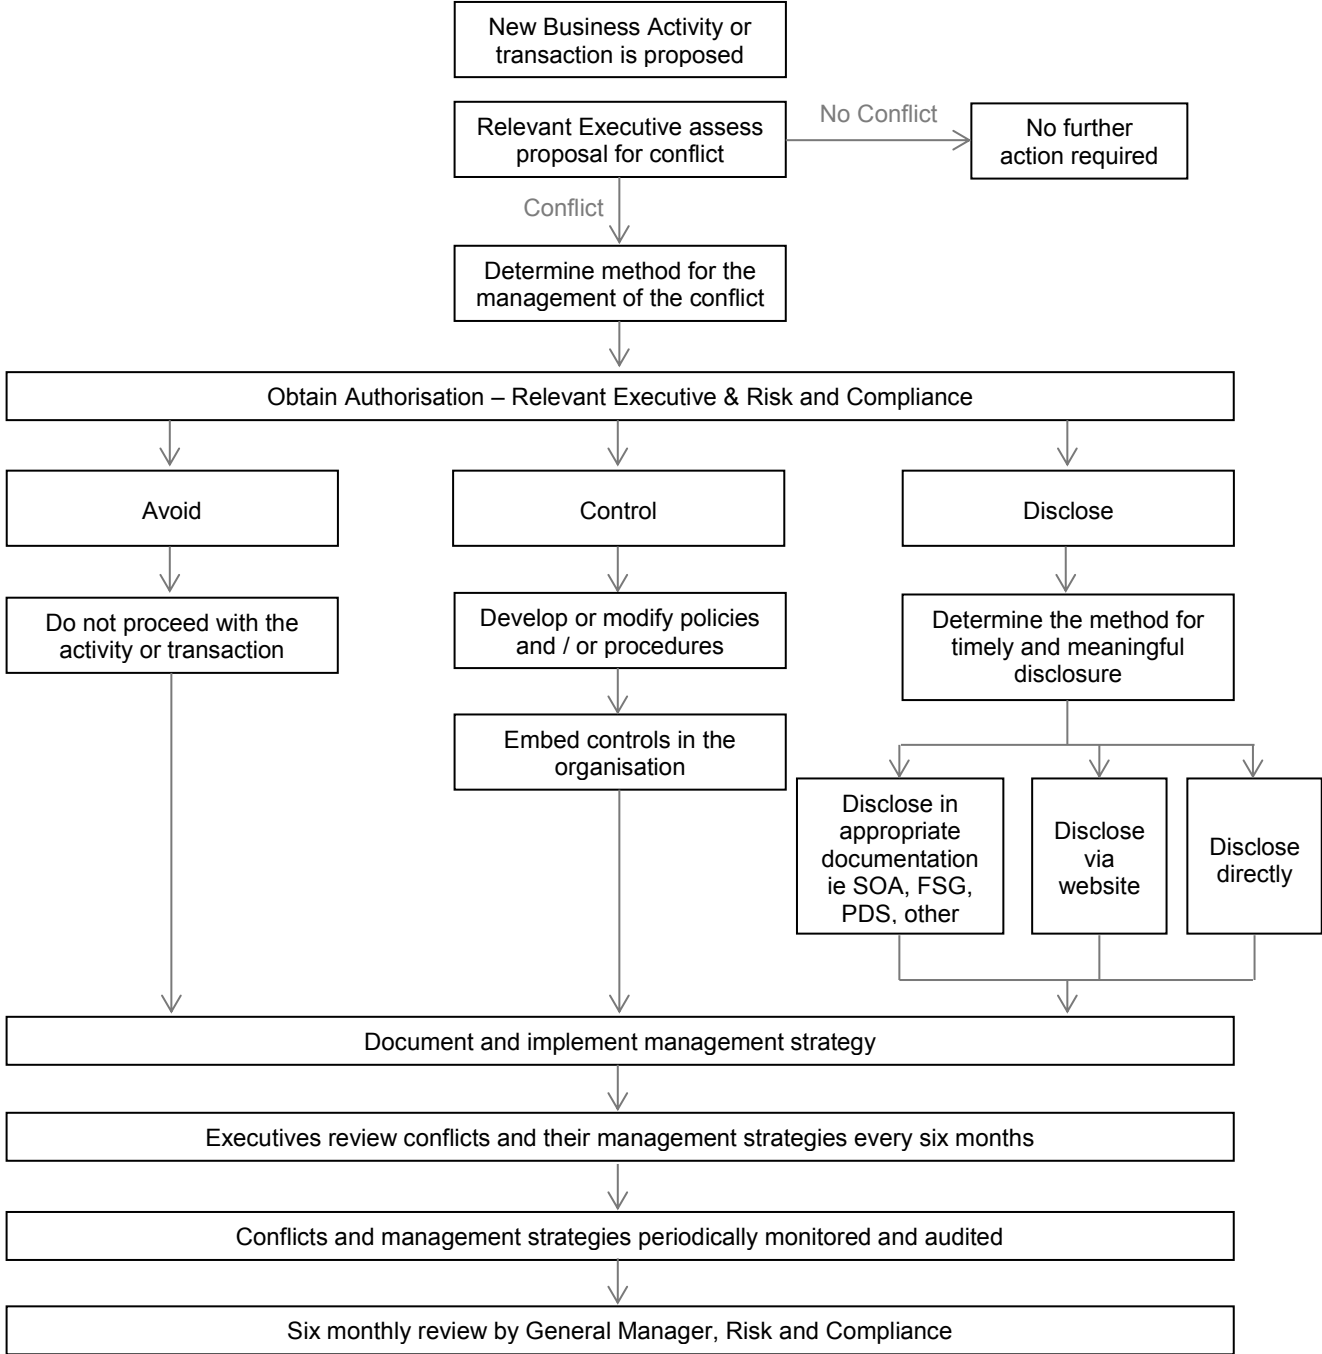 New Business Activity or
transaction is proposed
Relevant Executive assess
proposal for conflict
No Conflict
No further
action required
Conflict
Determine method for the
management of the conflict
Obtain Authorisation – Relevant Executive & Risk and Compliance
Avoid
Control
Disclose
Do not proceed with the
activity or transaction
Develop or modify policies
and / or procedures
Determine the method for
timely and meaningful
disclosure
Embed controls in the
organisation
Disclose in
appropriate
documentation
ie SOA, FSG,
PDS, other
Disclose
via
website
Disclose
directly
Document and implement management strategy
Executives review conflicts and their management strategies every six months
Conflicts and management strategies periodically monitored and audited
Six monthly review by General Manager, Risk and Compliance